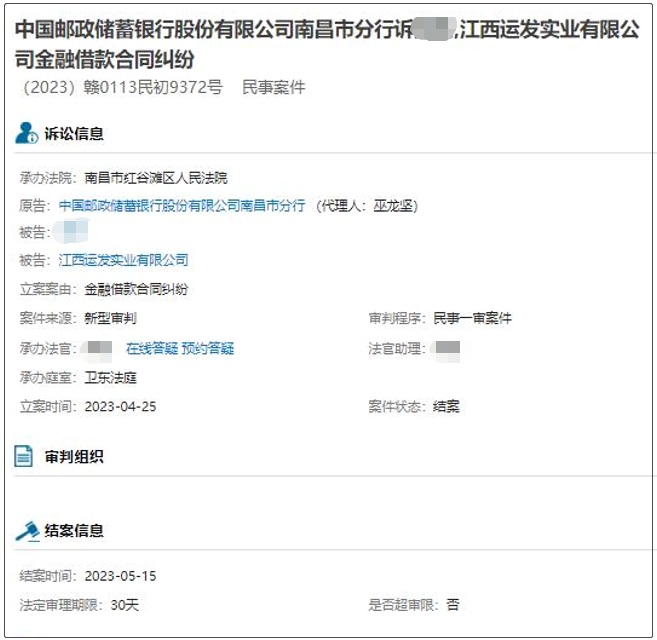 中国邮政储蓄银行股份有限公司南昌市分行诉,江西运发实业有限公
司金融借款合同纠纷
（2023）赣0113民初9372号 民事案件
诉讼信息
承办法院：南昌市红谷滩区人民法院
原告：中国邮政储蓄银行股份有限公司南昌市分行（代理人：巫龙坚）
被告：
被告：江西运发实业有限公司
立案案由：金融借款合同纠纷
案件来源：新型审判 审判程序：民事一审案件
承办法官： 在线答疑 预约答疑 法官助理：
承办庭室：卫东法庭
立案时间：2023-04-25 案件状态：结案
审判组织
结案信息
结案时间：2023-05-15
法定审理期限：30天 是否超审限：否